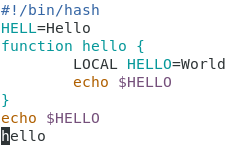 #!/bin/hash
HELL=Hello
function hello {
        LOCAL HELLO=World
        echo $HELLO
}
echo $HELLO
hello